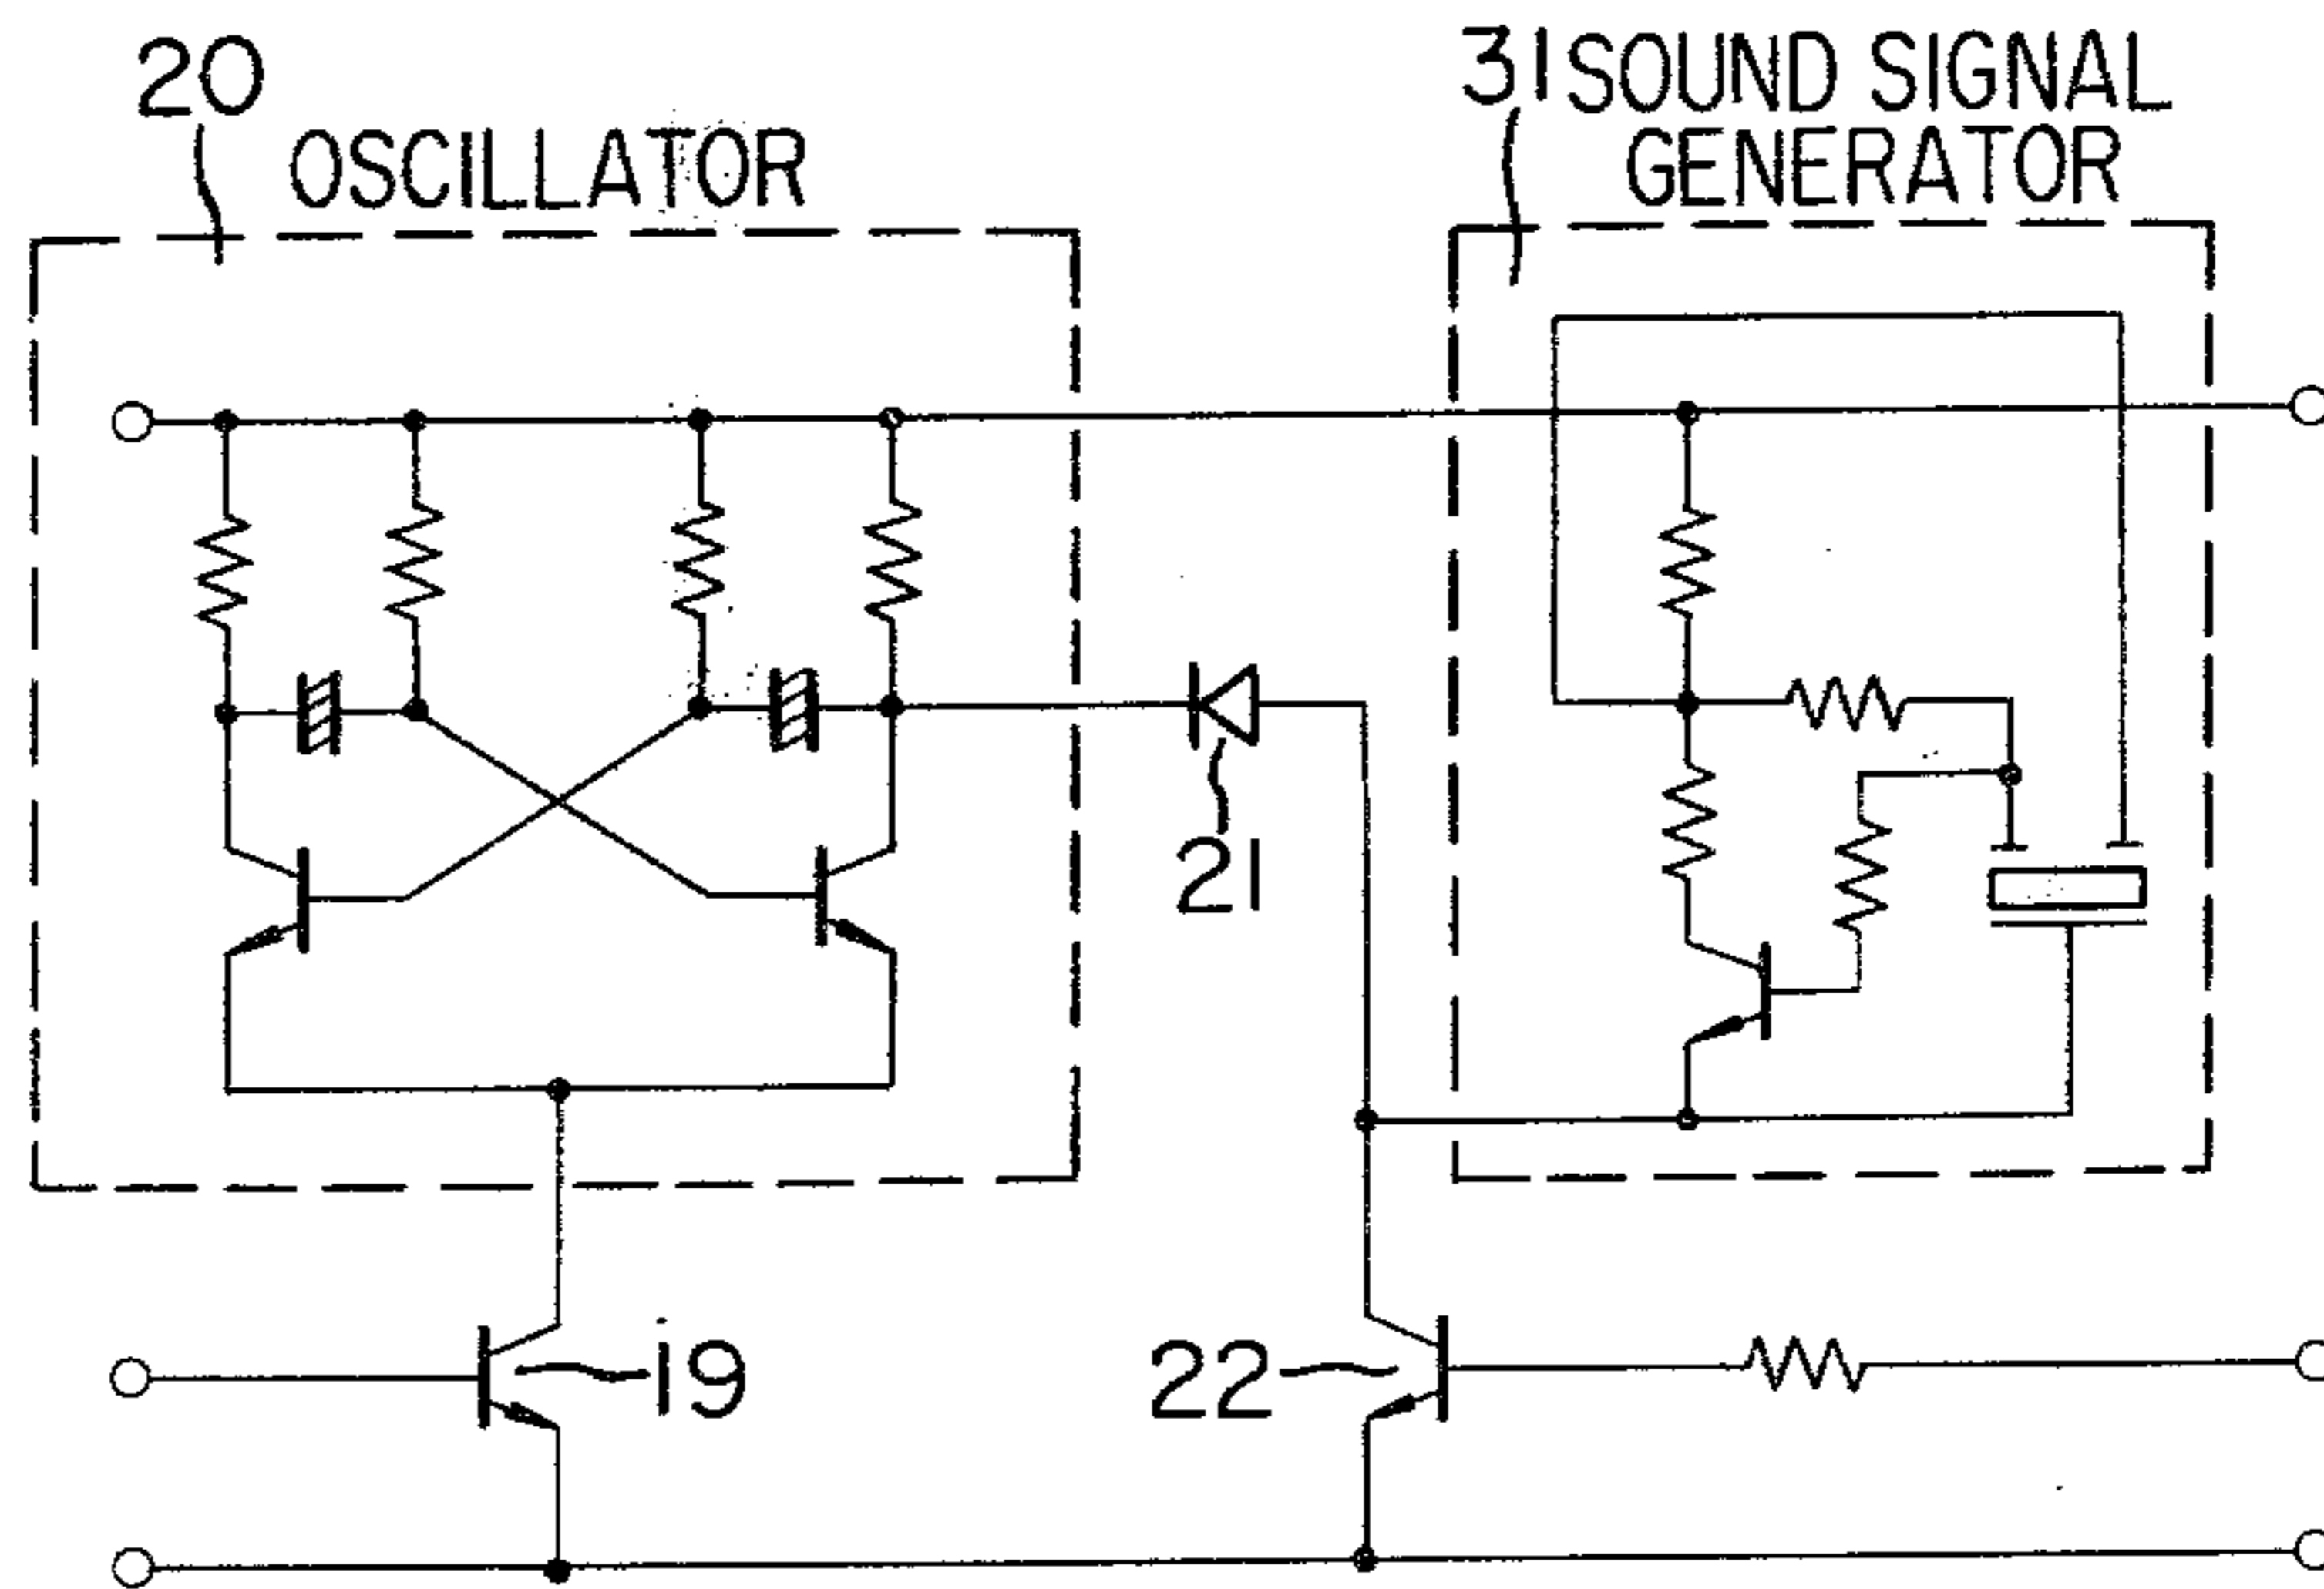 20
OSCILLATOR
31 SOUND SIGNAL
GENERATOR
21
19
22